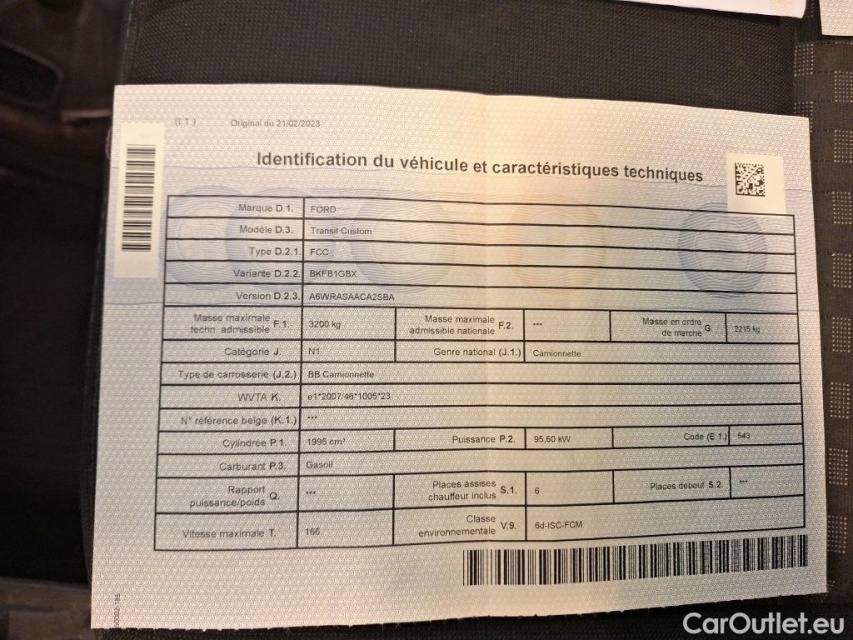 (I.1.) Original du 21/02/2023
Identification du véhicule et caractéristiques techniques
Marque D.1. FORD
Modèle D.3. Transit Custom
Type D.2.1. FCC
Variante D.2.2. BKFB1GBX
Version D.2.3. A6WRASAACA2SBA
Masse maximale techn. admissible F.1. 3200 kg Masse maximale admissible nationale F.2. *** Masse en ordre de marche G 2215 kg
Catégorie J. N1 Genre national (J.1.) Camionnette
Type de carrosserie (J.2.) BB Camionnette
WVTA K. e1*2007/46*1005*23
N° référence belge (K.1.) ***
Cylindrée P.1. 1995 cm³ Puissance P.2. 95,60 kW Code (E.1.) 543
Carburant P.3. Gasoil
Rapport puissance/poids Q. *** Places assises chauffeur inclus S.1. 6 Places debout S.2. ***
Vitesse maximale T. 166 Classe environnementale V.9. 6d-ISC-FCM
CarOutlet.eu